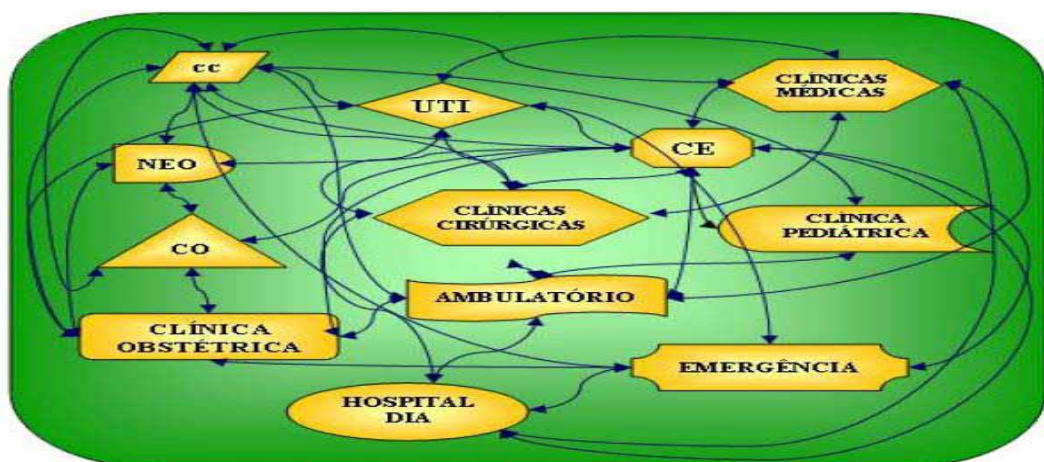 cc
UTI
CLÍNICAS
MÉDICAS
NEO
CE
CLÍNICAS
CIRÚRGICAS
CLÍNICA
PEDIÁTRICA
CO
AMBULATÓRIO
CLÍNICA
OBSTÉTRICA
EMERGÊNCIA
HOSPITAL
DIA